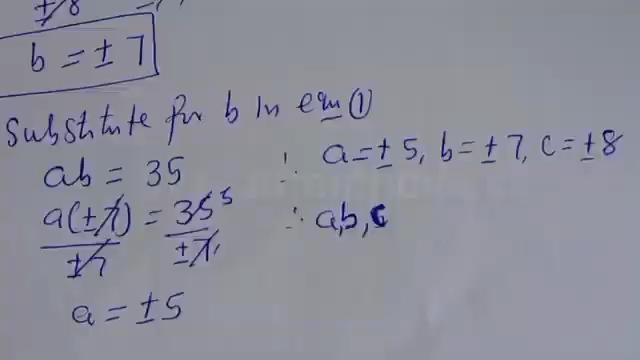 ±8
b = ± 7
Substitute for b in eqn ①
ab = 35
a(±7) = 35 5
±7 ±7
a = ±5
∴ a = ± 5, b = ± 7, c = ± 8
∴ a, b, c